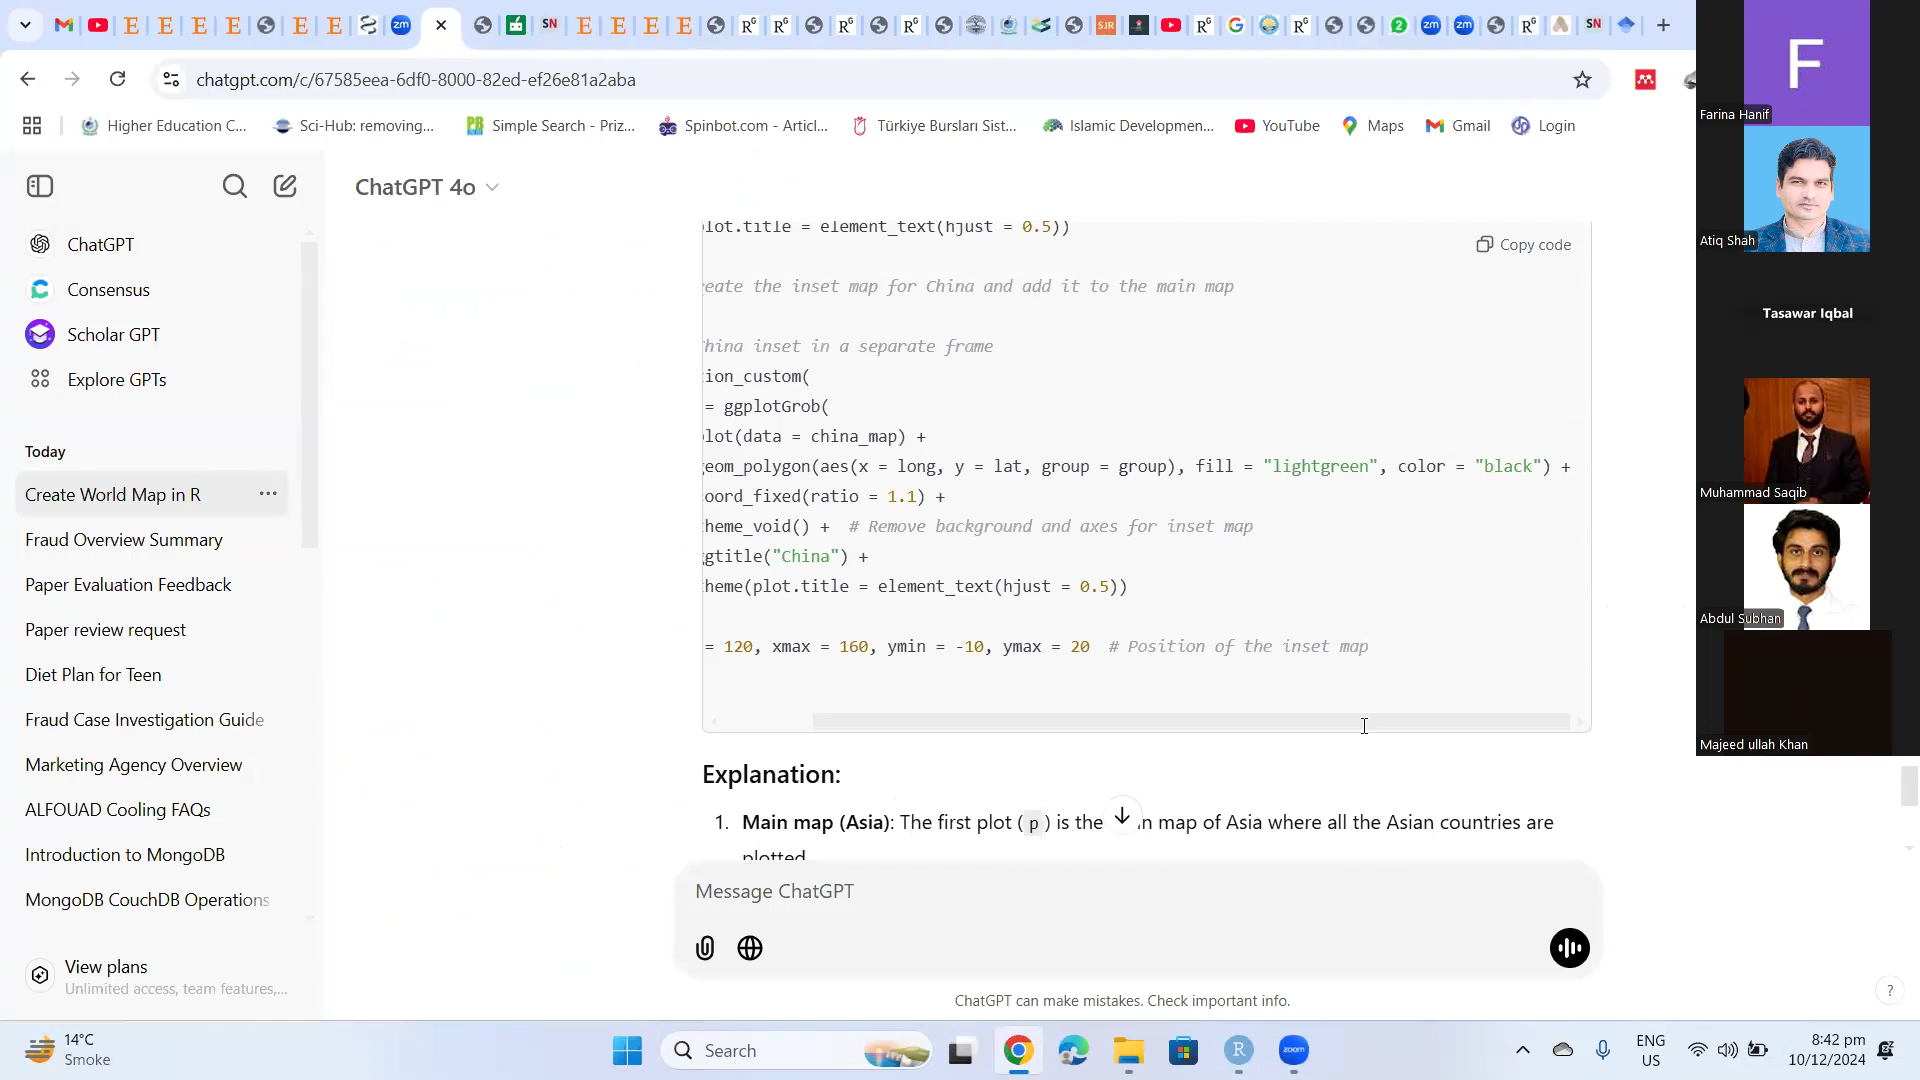 chatgpt.com/c/67585eea-6df0-8000-82ed-ef26e81a2aba
Higher Education C...
Sci-Hub: removing...
Simple Search - Priz...
Spinbot.com - Articl...
Türkiye Bursları Sist...
Islamic Developmen...
YouTube
Maps
Gmail
Login
ChatGPT 4o
ChatGPT
Consensus
Scholar GPT
Explore GPTs
Today
Create World Map in R
Fraud Overview Summary
Paper Evaluation Feedback
Paper review request
Diet Plan for Teen
Fraud Case Investigation Guide
Marketing Agency Overview
ALFOUAD Cooling FAQs
Introduction to MongoDB
MongoDB CouchDB Operations
View plans
Unlimited access, team features,...
lot.title = element_text(hjust = 0.5))
Copy code
reate the inset map for China and add it to the main map
China inset in a separate frame
ion_custom(
= ggplotGrob(
lot(data = china_map) +
geom_polygon(aes(x = long, y = lat, group = group), fill = "lightgreen", color = "black") +
oord_fixed(ratio = 1.1) +
heme_void() + # Remove background and axes for inset map
ggtitle("China") +
heme(plot.title = element_text(hjust = 0.5))
= 120, xmax = 160, ymin = -10, ymax = 20 # Position of the inset map
Explanation:
1. Main map (Asia): The first plot ( p ) is the n map of Asia where all the Asian countries are
plotted
Message ChatGPT
ChatGPT can make mistakes. Check important info.
?
F
Farina Hanif
Atiq Shah
Tasawar Iqbal
Muhammad Saqib
Abdul Subhan
Majeed ullah Khan
14°C
Smoke
Search
zoom
ENG
US
8:42 pm
10/12/2024